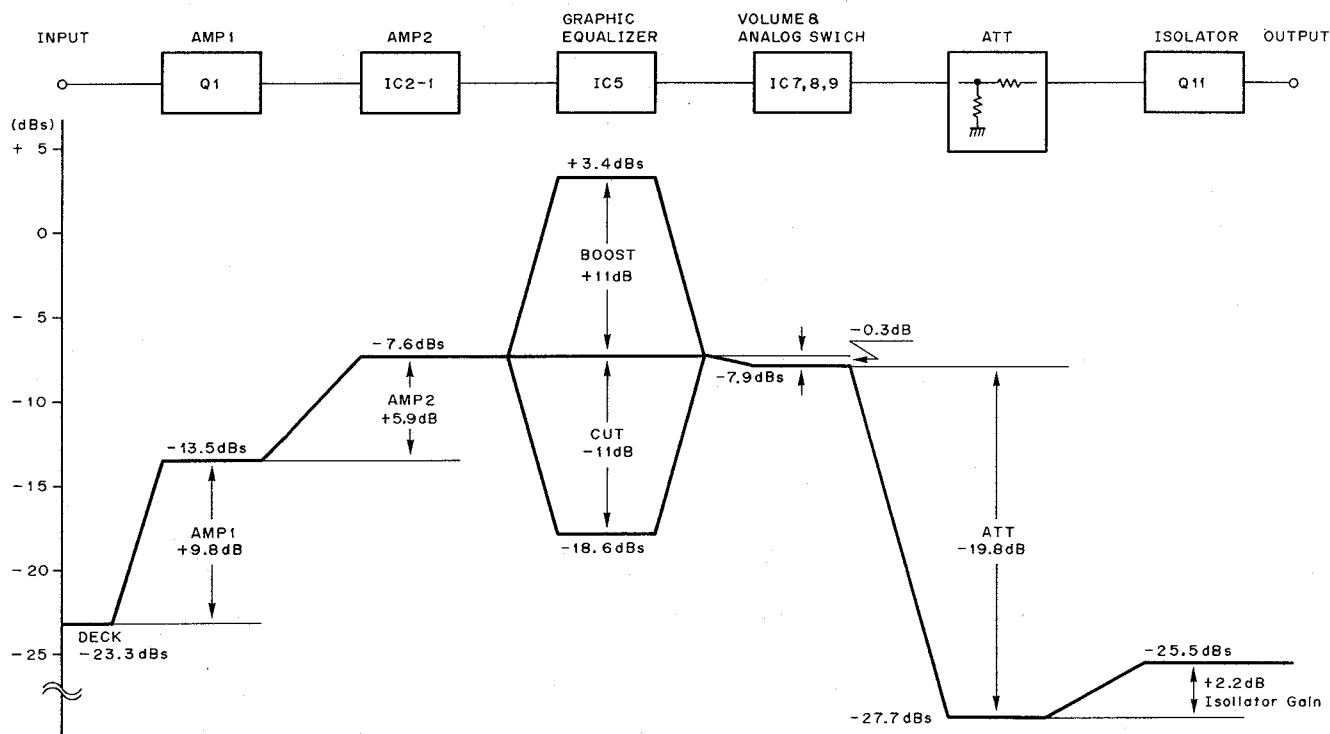 GRAPHIC
VOLUME &
INPUT AMP1 AMP2 EQUALIZER ANALOG SWICH ATT ISOLATOR OUTPUT
Q1 IC2-1 IC5 IC7,8,9 Q11
(dBs)
+ 5
0
- 5
-10
-15
-20
-25
+3.4dBs
BOOST
+11dB
-0.3dB
-7.6dBs
-7.9dBs
AMP2
+5.9dB
CUT
-11dB
-13.5dBs
AMP1
+9.8dB
-18.6dBs
ATT
-19.8dB
DECK
-23.3dBs
-25.5dBs
+2.2dB
Isollator Gain
-27.7dBs